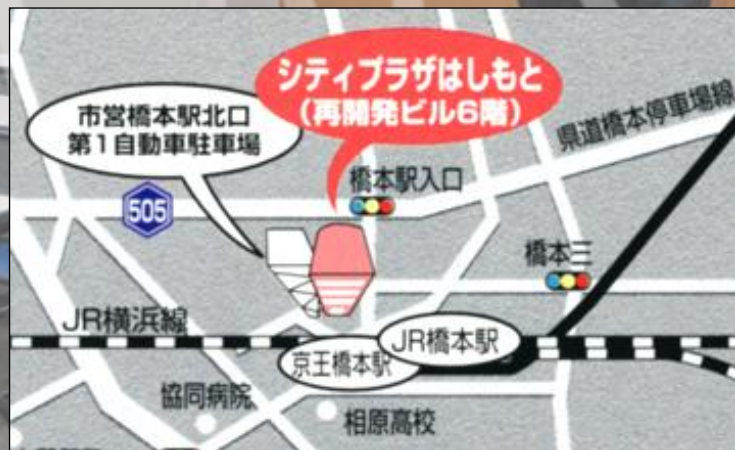 シティプラザはしもと
(再開発ビル6階)
市営橋本駅北口
第1自動車駐車場
県道橋本停車場線
橋本駅入口
505
橋本三
JR横浜線
JR橋本駅
京王橋本駅
協同病院
相原高校